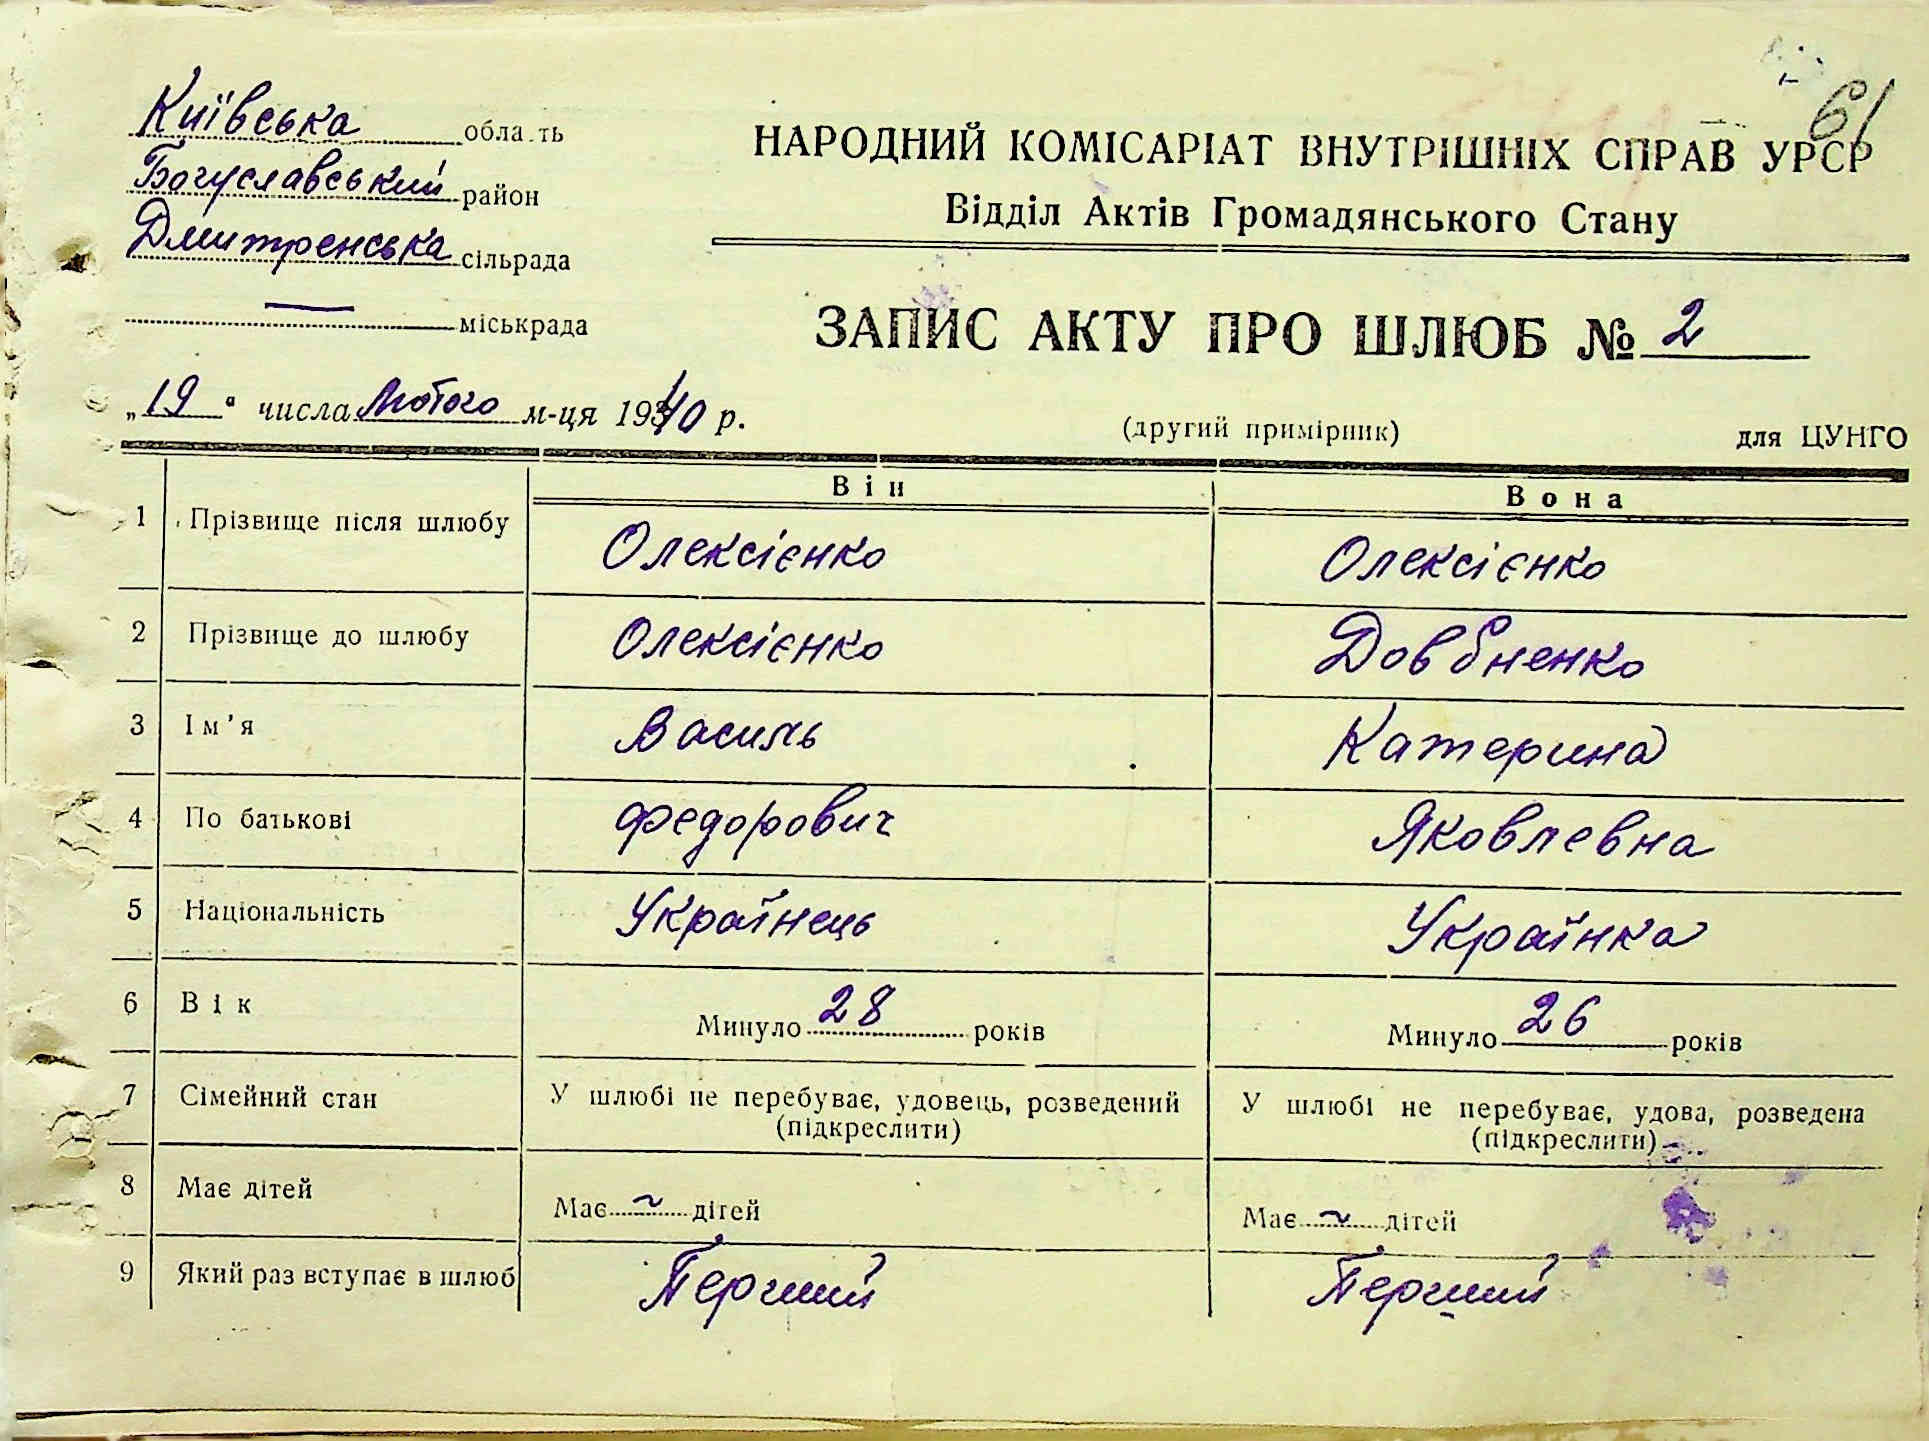 61
Київська область
Богуславський район
Дмитренська сільрада
— міськрада
НАРОДНИЙ КОМІСАРІАТ ВНУТРІШНІХ СПРАВ УРСР
Відділ Актів Громадянського Стану
ЗАПИС АКТУ ПРО ШЛЮБ № 2
„19" числа Лютого м-ця 1940 р.
(другий примірник)
для ЦУНГО
Він Вона
1 Прізвище після шлюбу Олексієнко Олексієнко
2 Прізвище до шлюбу Олексієнко Довбненко
3 Ім'я Василь Катерина
4 По батькові Федорович Яковлевна
5 Національність Українець Українка
6 Вік Минуло 28 років Минуло 26 років
7 Сімейний стан У шлюбі не перебуває, удовець, розведений У шлюбі не перебуває, удова, розведена
(підкреслити) (підкреслити)
8 Має дітей Має ~ дітей Має ~ дітей
9 Який раз вступає в шлюб Перший Перший